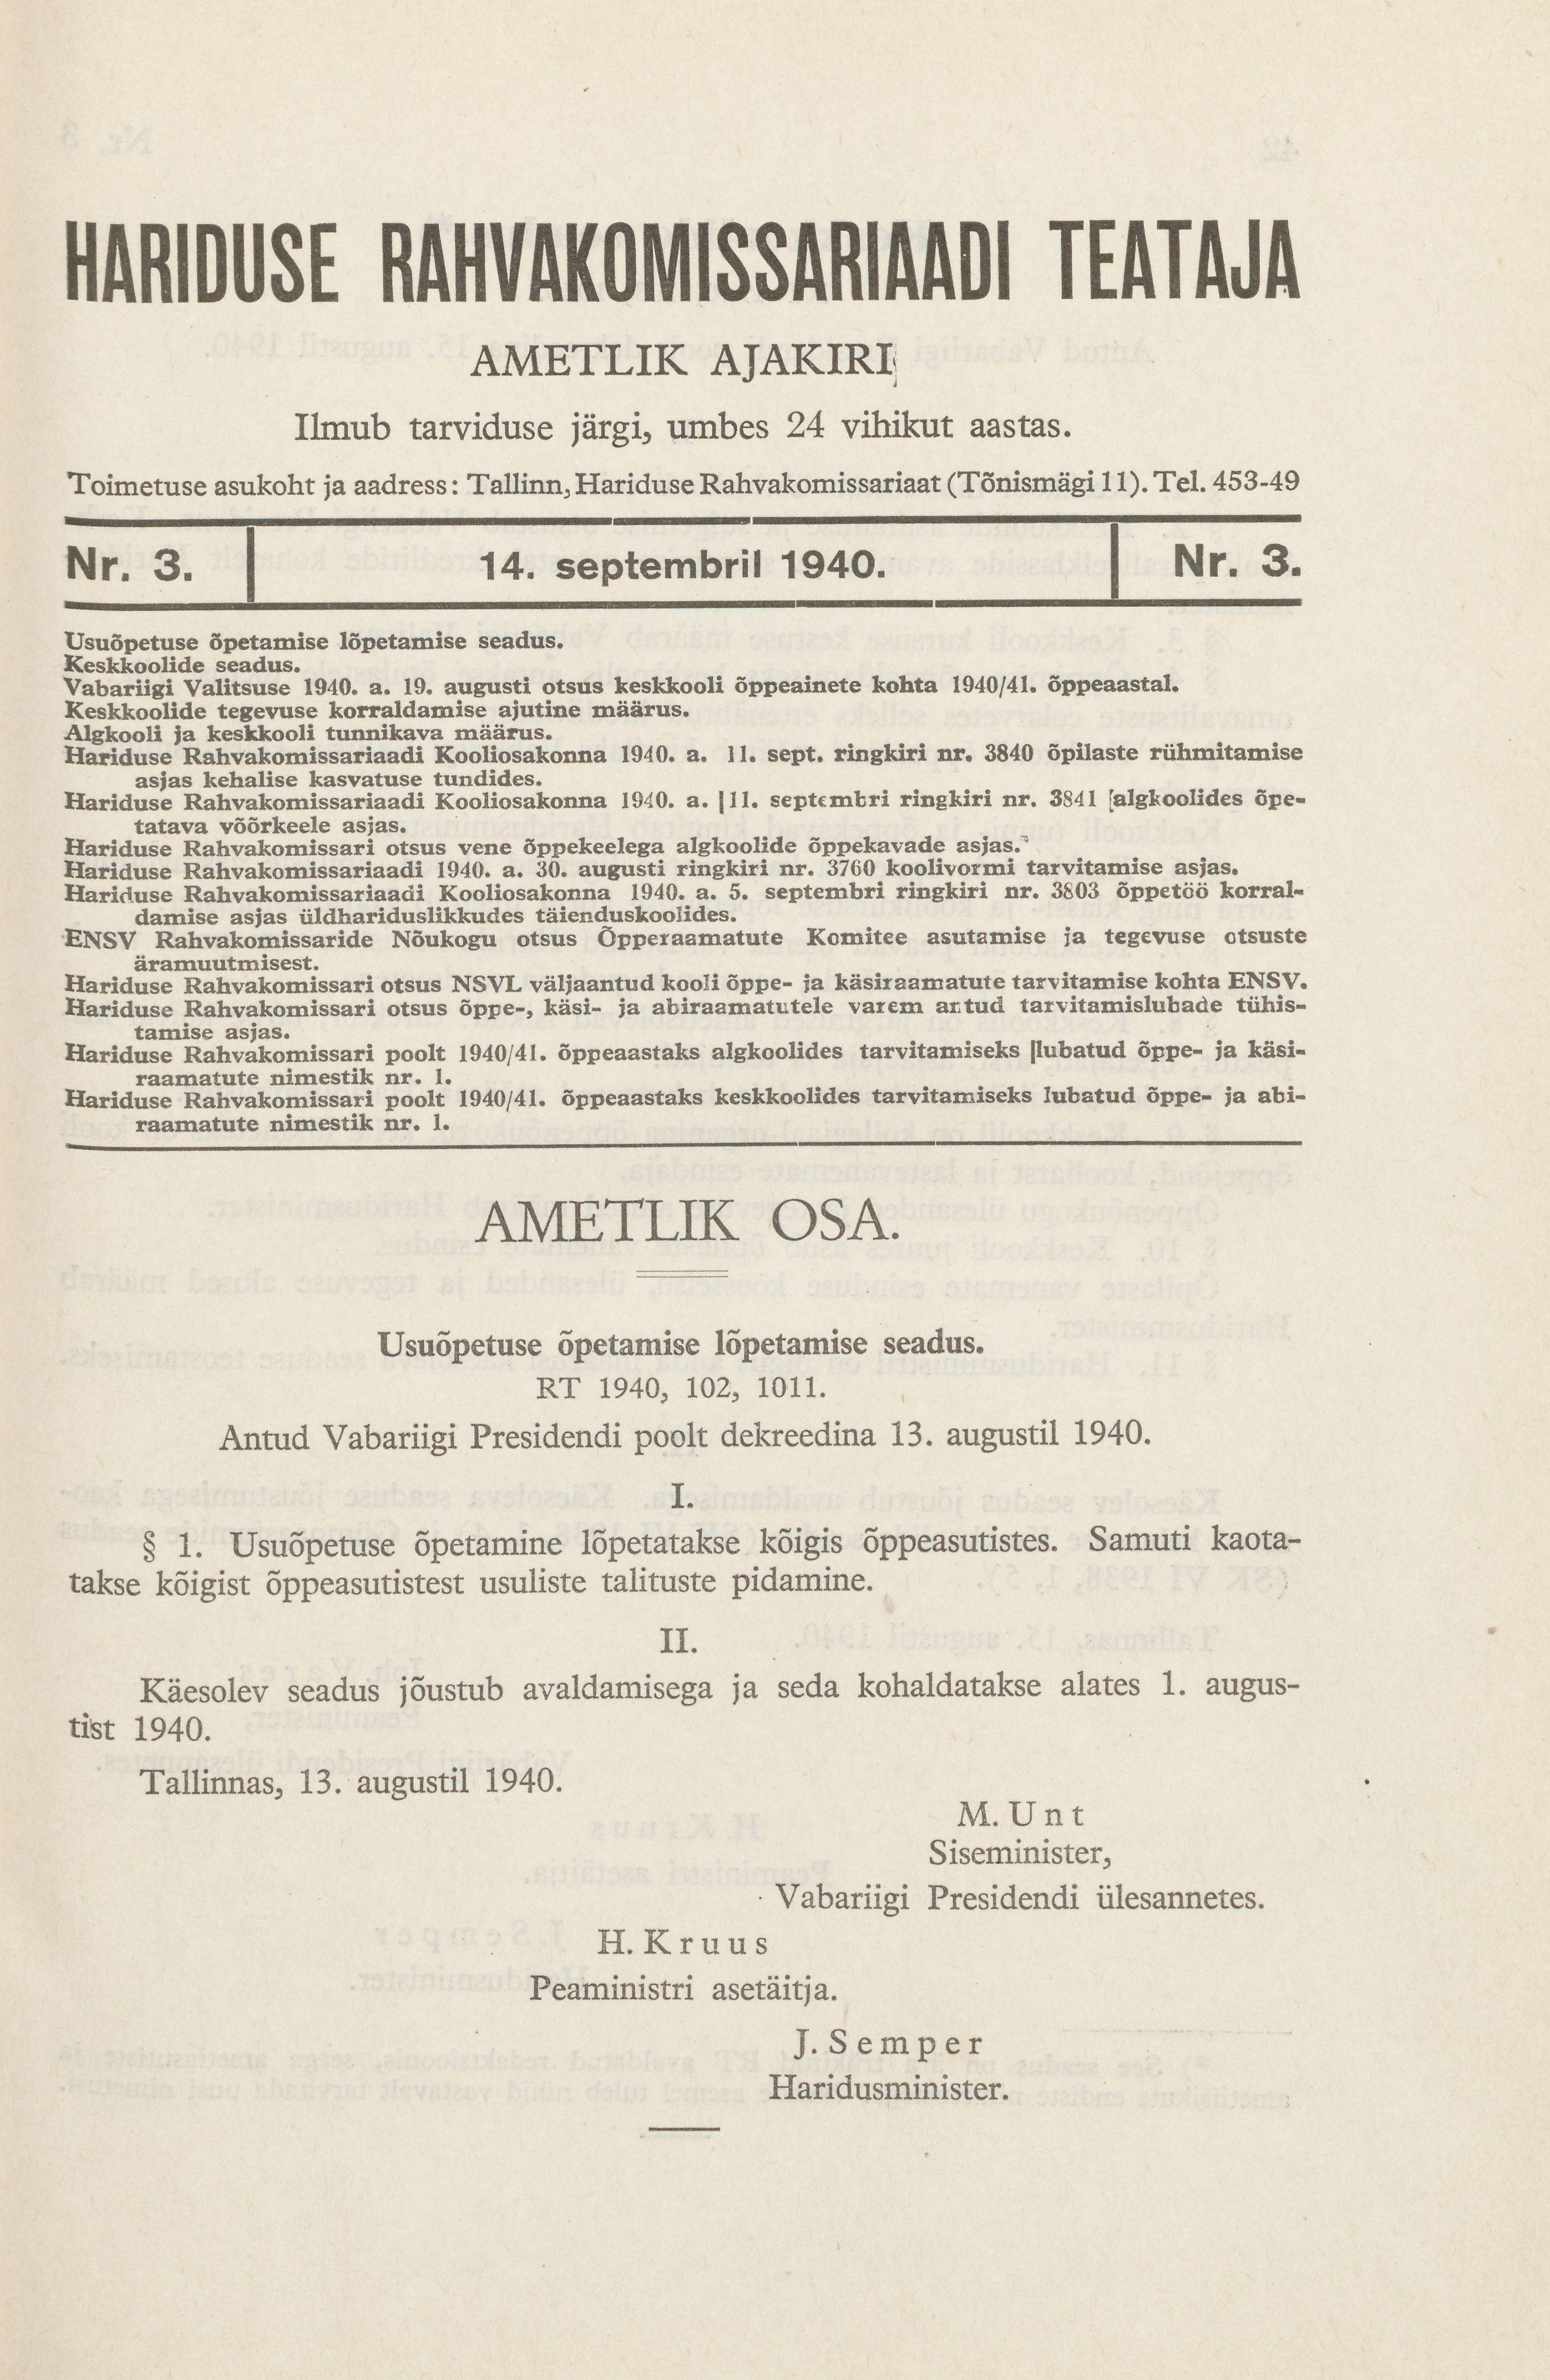 HARIDUSE RAHVAKOMISSARIAADI TEATAJA
AMETLIK AJAKIRI
Ilmub tarviduse järgi, umbes 24 vihikut aastas.
Toimetuse asukoht ja aadress: Tallinn, Hariduse Rahvakomissariaat (Tõnismägi 11). Tel. 453-49
Nr. 3. 14. septembril 1940. Nr. 3.
Usuõpetuse õpetamise lõpetamise seadus.
Keskkoolide seadus.
Vabariigi Valitsuse 1940. a. 19. augusti otsus keskkooli õppeainete kohta 1940/41. õppeaastal.
Keskkoolide tegevuse korraldamise ajutine määrus.
Algkooli ja keskkooli tunnikava määrus.
Hariduse Rahvakomissariaadi Kooliosakonna 1940. a. 11. sept. ringkiri nr. 3840 õpilaste rühmitamise
asjas kehalise kasvatuse tundides.
Hariduse Rahvakomissariaadi Kooliosakonna 1940. a. 11. septembri ringkiri nr. 3841 algkoolides õpe-
tatava võõrkeele asjas.
Hariduse Rahvakomissari otsus vene õppekeelega algkoolide õppekavade asjas.
Hariduse Rahvakomissariaadi 1940. a. 30. augusti ringkiri nr. 3760 koolivormi tarvitamise asjas.
Hariduse Rahvakomissariaadi Kooliosakonna 1940. a. 5. septembri ringkiri nr. 3803 õppetöö korral-
damise asjas üldhariduslikkudes täienduskoolides.
ENSV Rahvakomissaride Nõukogu otsus Õpperaamatute Komitee asutamise ja tegevuse otsuste
äramuutmisest.
Hariduse Rahvakomissari otsus NSVL väljaantud kooli õppe- ja käsiraamatute tarvitamise kohta ENSV.
Hariduse Rahvakomissari otsus õppe-, käsi- ja abiraamatutele varem antud tarvitamislubade tühis-
tamise asjas.
Hariduse Rahvakomissari poolt 1940/41. õppeaastaks algkoolides tarvitamiseks lubatud õppe- ja käsi-
raamatute nimestik nr. 1.
Hariduse Rahvakomissari poolt 1940/41. õppeaastaks keskkoolides tarvitamiseks lubatud õppe- ja abi-
raamatute nimestik nr. 1.
AMETLIK OSA.
Usuõpetuse õpetamise lõpetamise seadus.
RT 1940, 102, 1011.
Antud Vabariigi Presidendi poolt dekreedina 13. augustil 1940.
I.
§ 1. Usuõpetuse õpetamine lõpetatakse kõigis õppeasutistes. Samuti kaota-
takse kõigist õppeasutistest usuliste talituste pidamine.
II.
Käesolev seadus jõustub avaldamisega ja seda kohaldatakse alates 1. augus-
tist 1940.
Tallinnas, 13. augustil 1940.
M. Unt
Siseminister,
Vabariigi Presidendi ülesannetes.
H. Kruus
Peaministri asetäitja.
J. Semper
Haridusminister.